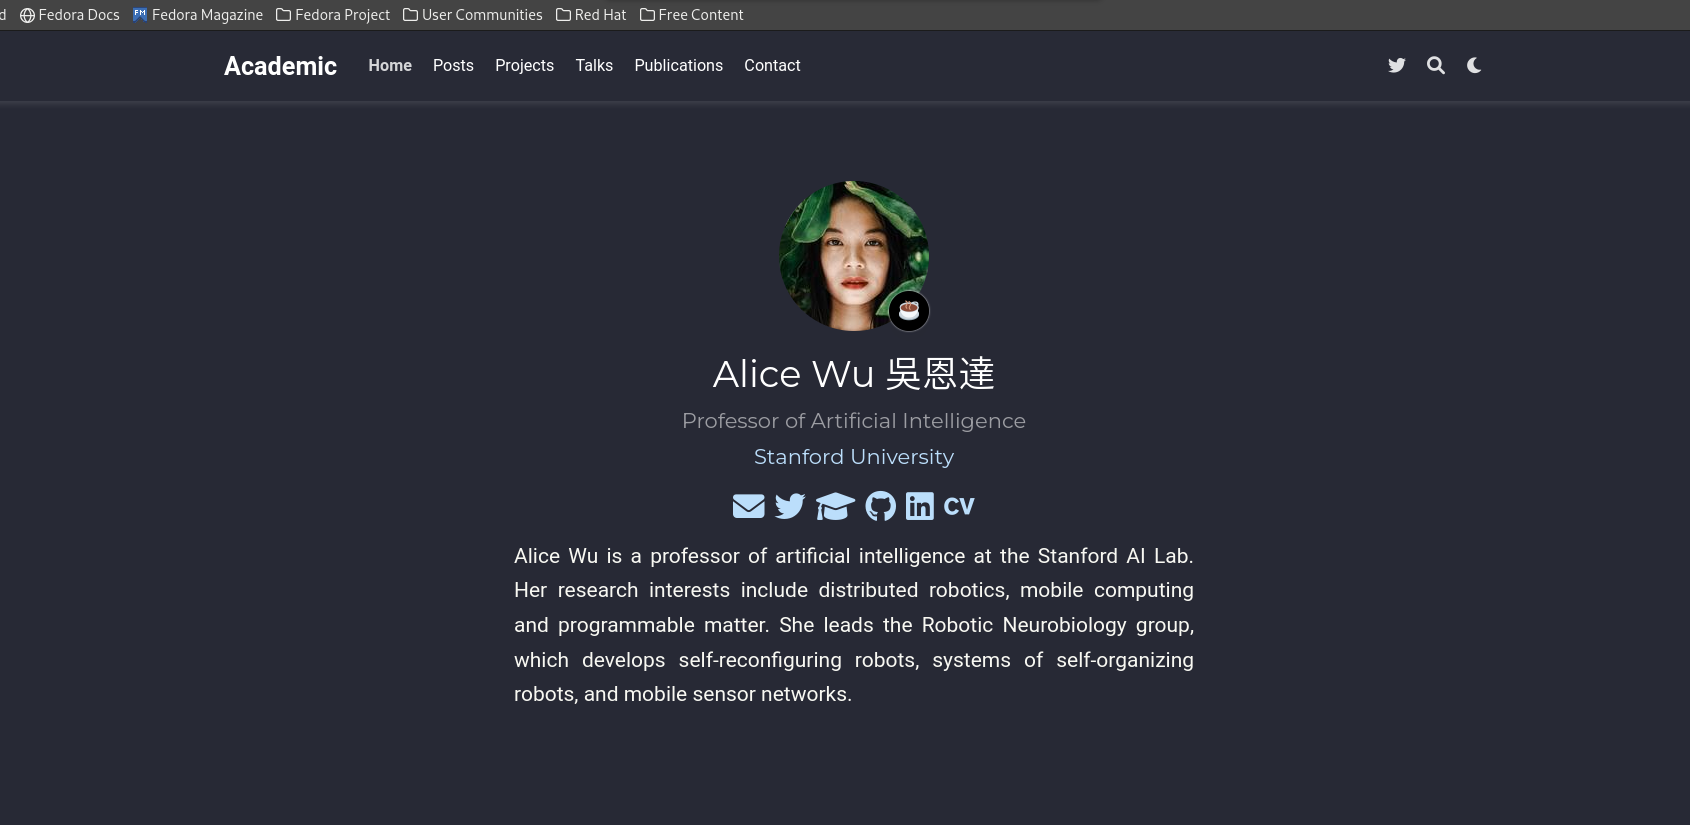 d Fedora Docs Fedora Magazine Fedora Project User Communities Red Hat Free Content
Academic Home Posts Projects Talks Publications Contact
Alice Wu 吳恩達
Professor of Artificial Intelligence
Stanford University
CV
Alice Wu is a professor of artificial intelligence at the Stanford AI Lab.
Her research interests include distributed robotics, mobile computing
and programmable matter. She leads the Robotic Neurobiology group,
which develops self-reconfiguring robots, systems of self-organizing
robots, and mobile sensor networks.